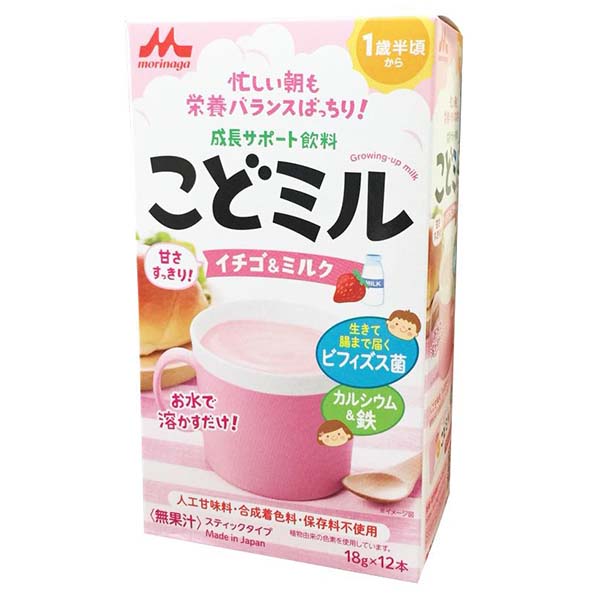 morinaga
1歳半頃
から
忙しい朝も
栄養バランスばっちり!
成長サポート飲料
Growing-up milk
こどミル
甘さ
すっきり!
イチゴ&ミルク
MILK
生きて
腸まで届く
ビフィズス菌
カルシウム
&鉄
お水で
溶かすだけ!
※イメージ図
人工甘味料・合成着色料・保存料不使用
〈無果汁〉
スティックタイプ
Made in Japan
植物由来の色素を使用しています。
18g×12本